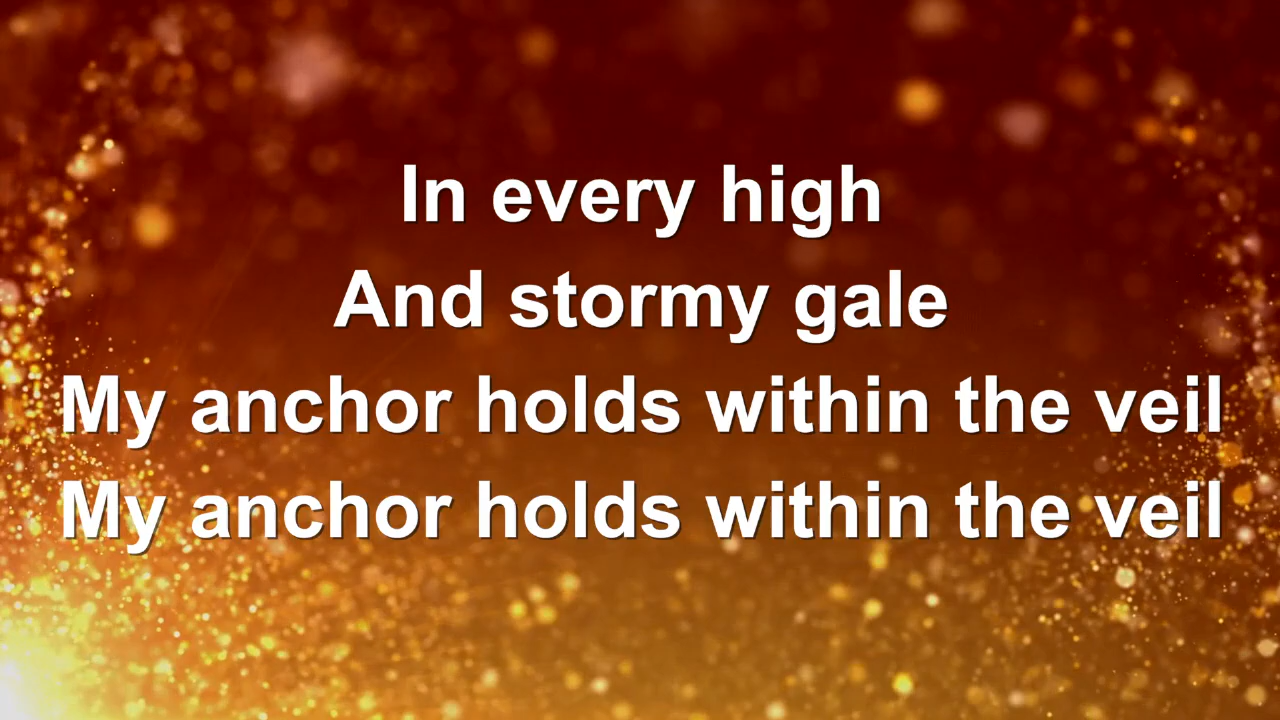 In every high
And stormy gale
My anchor holds within the veil
My anchor holds within the veil